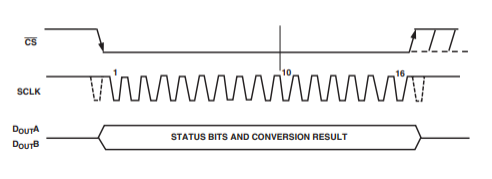 CS
1
10
16
SCLK
DOUTA
STATUS BITS AND CONVERSION RESULT
DOUTB